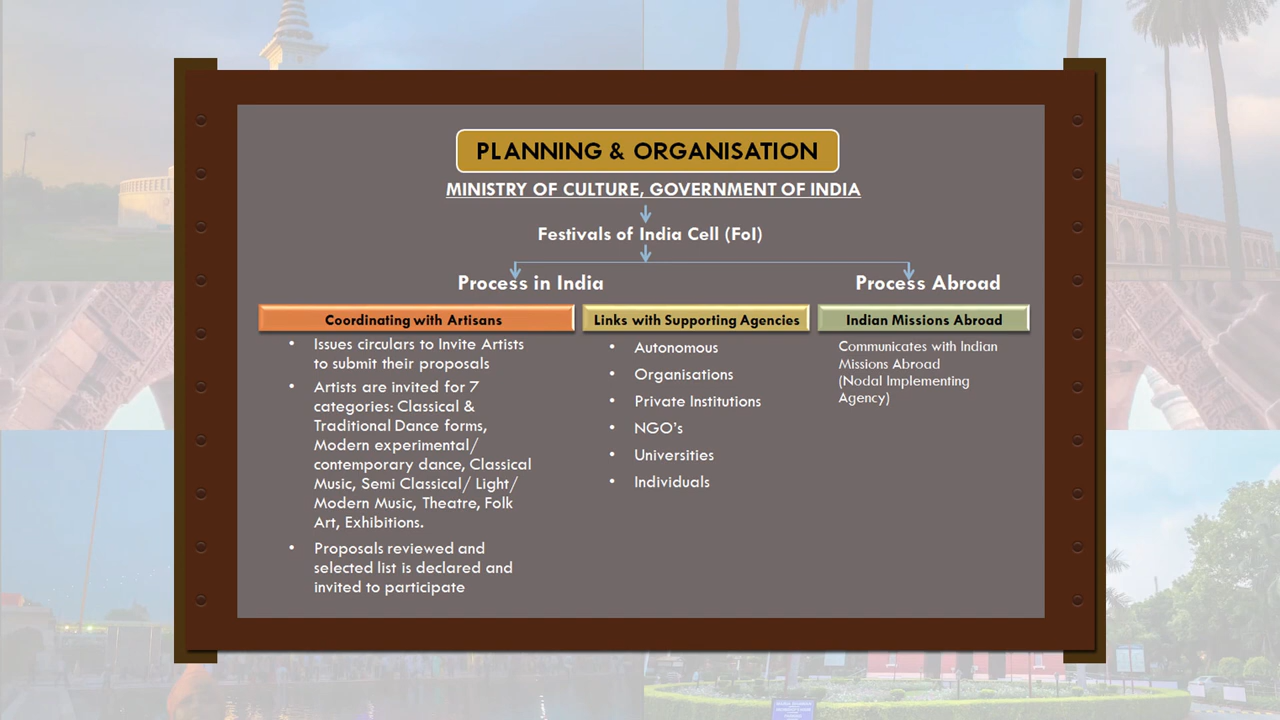 PLANNING & ORGANISATION
MINISTRY OF CULTURE, GOVERNMENT OF INDIA
Festivals of India Cell (FoI)
Process in India
Process Abroad
Coordinating with Artisans
• Issues circulars to Invite Artists
to submit their proposals
• Artists are invited for 7
categories: Classical &
Traditional Dance forms,
Modern experimental/
contemporary dance, Classical
Music, Semi Classical/ Light/
Modern Music, Theatre, Folk
Art, Exhibitions.
• Proposals reviewed and
selected list is declared and
invited to participate
Links with Supporting Agencies
• Autonomous
• Organisations
• Private Institutions
• NGO's
• Universities
• Individuals
Indian Missions Abroad
Communicates with Indian
Missions Abroad
(Nodal Implementing
Agency)